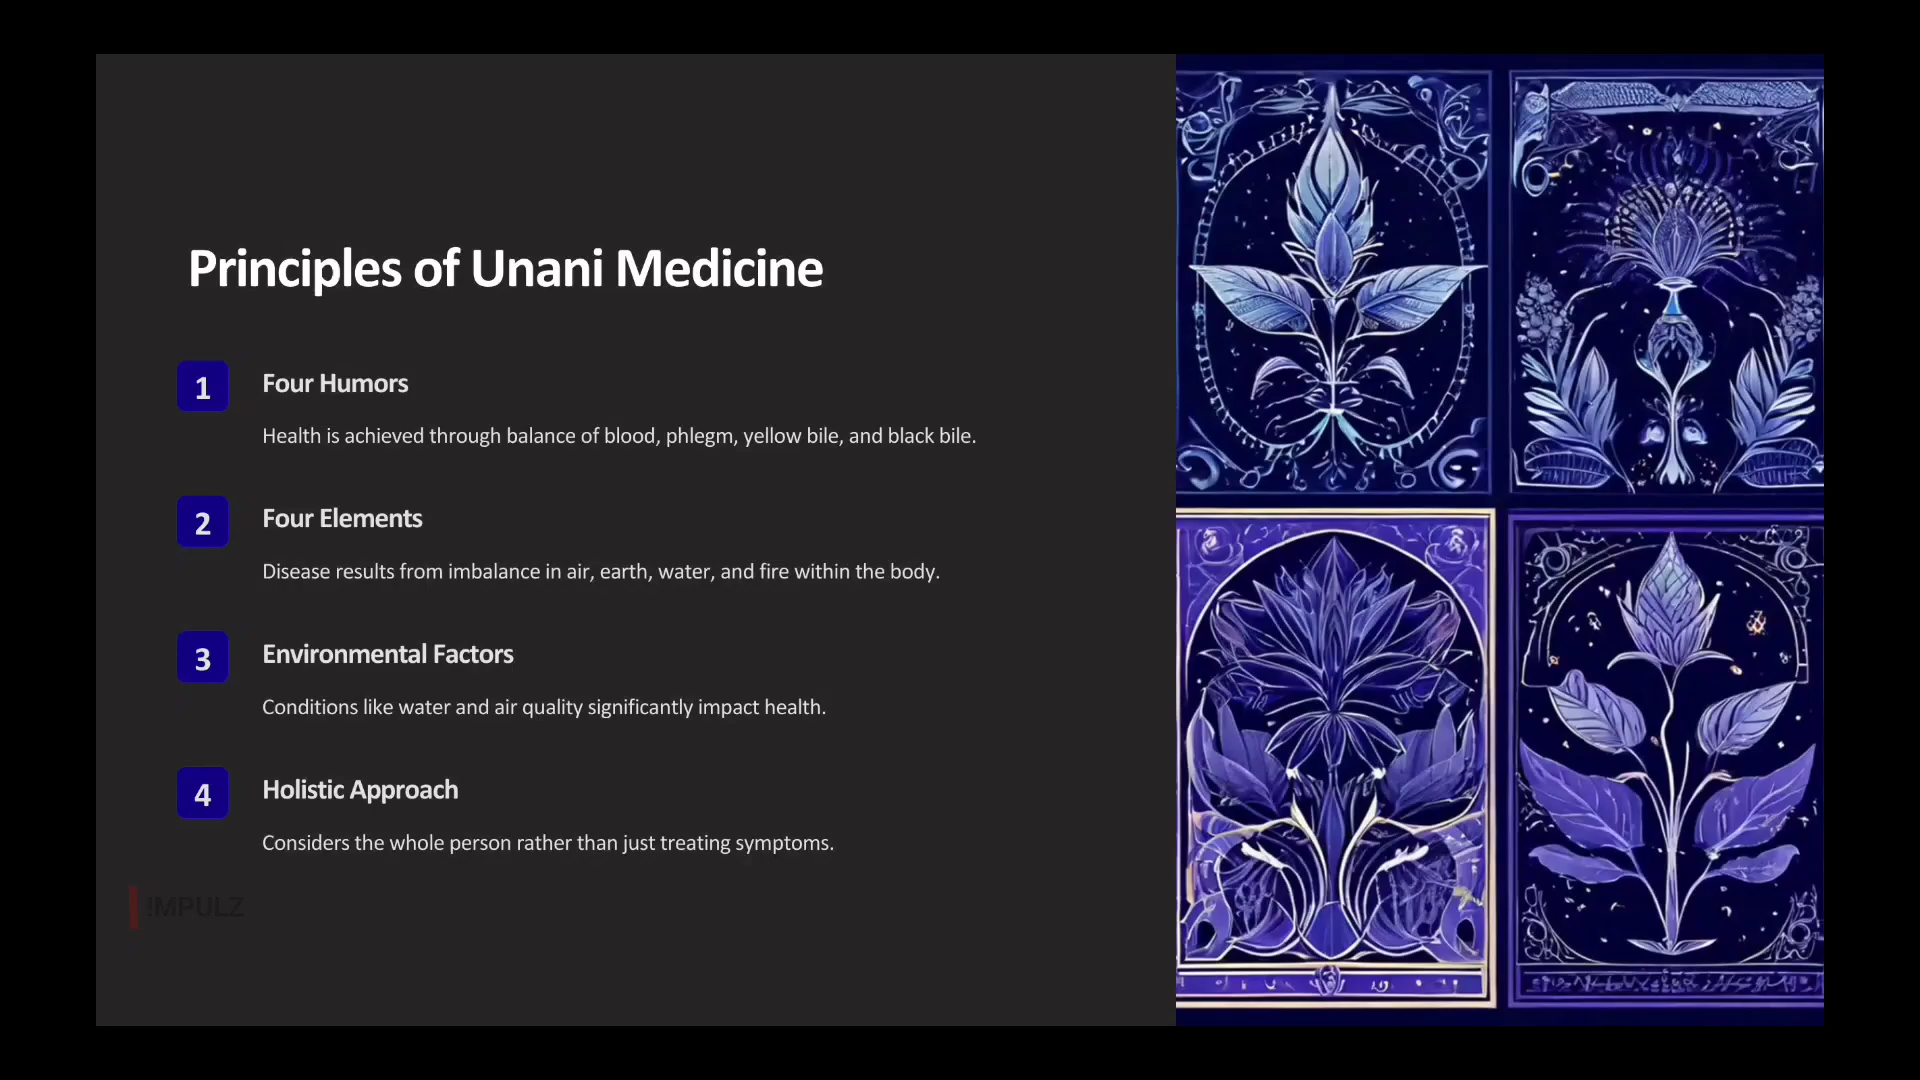 Principles of Unani Medicine
1
Four Humors
Health is achieved through balance of blood, phlegm, yellow bile, and black bile.
2
Four Elements
Disease results from imbalance in air, earth, water, and fire within the body.
3
Environmental Factors
Conditions like water and air quality significantly impact health.
4
Holistic Approach
Considers the whole person rather than just treating symptoms.
!MPULZ